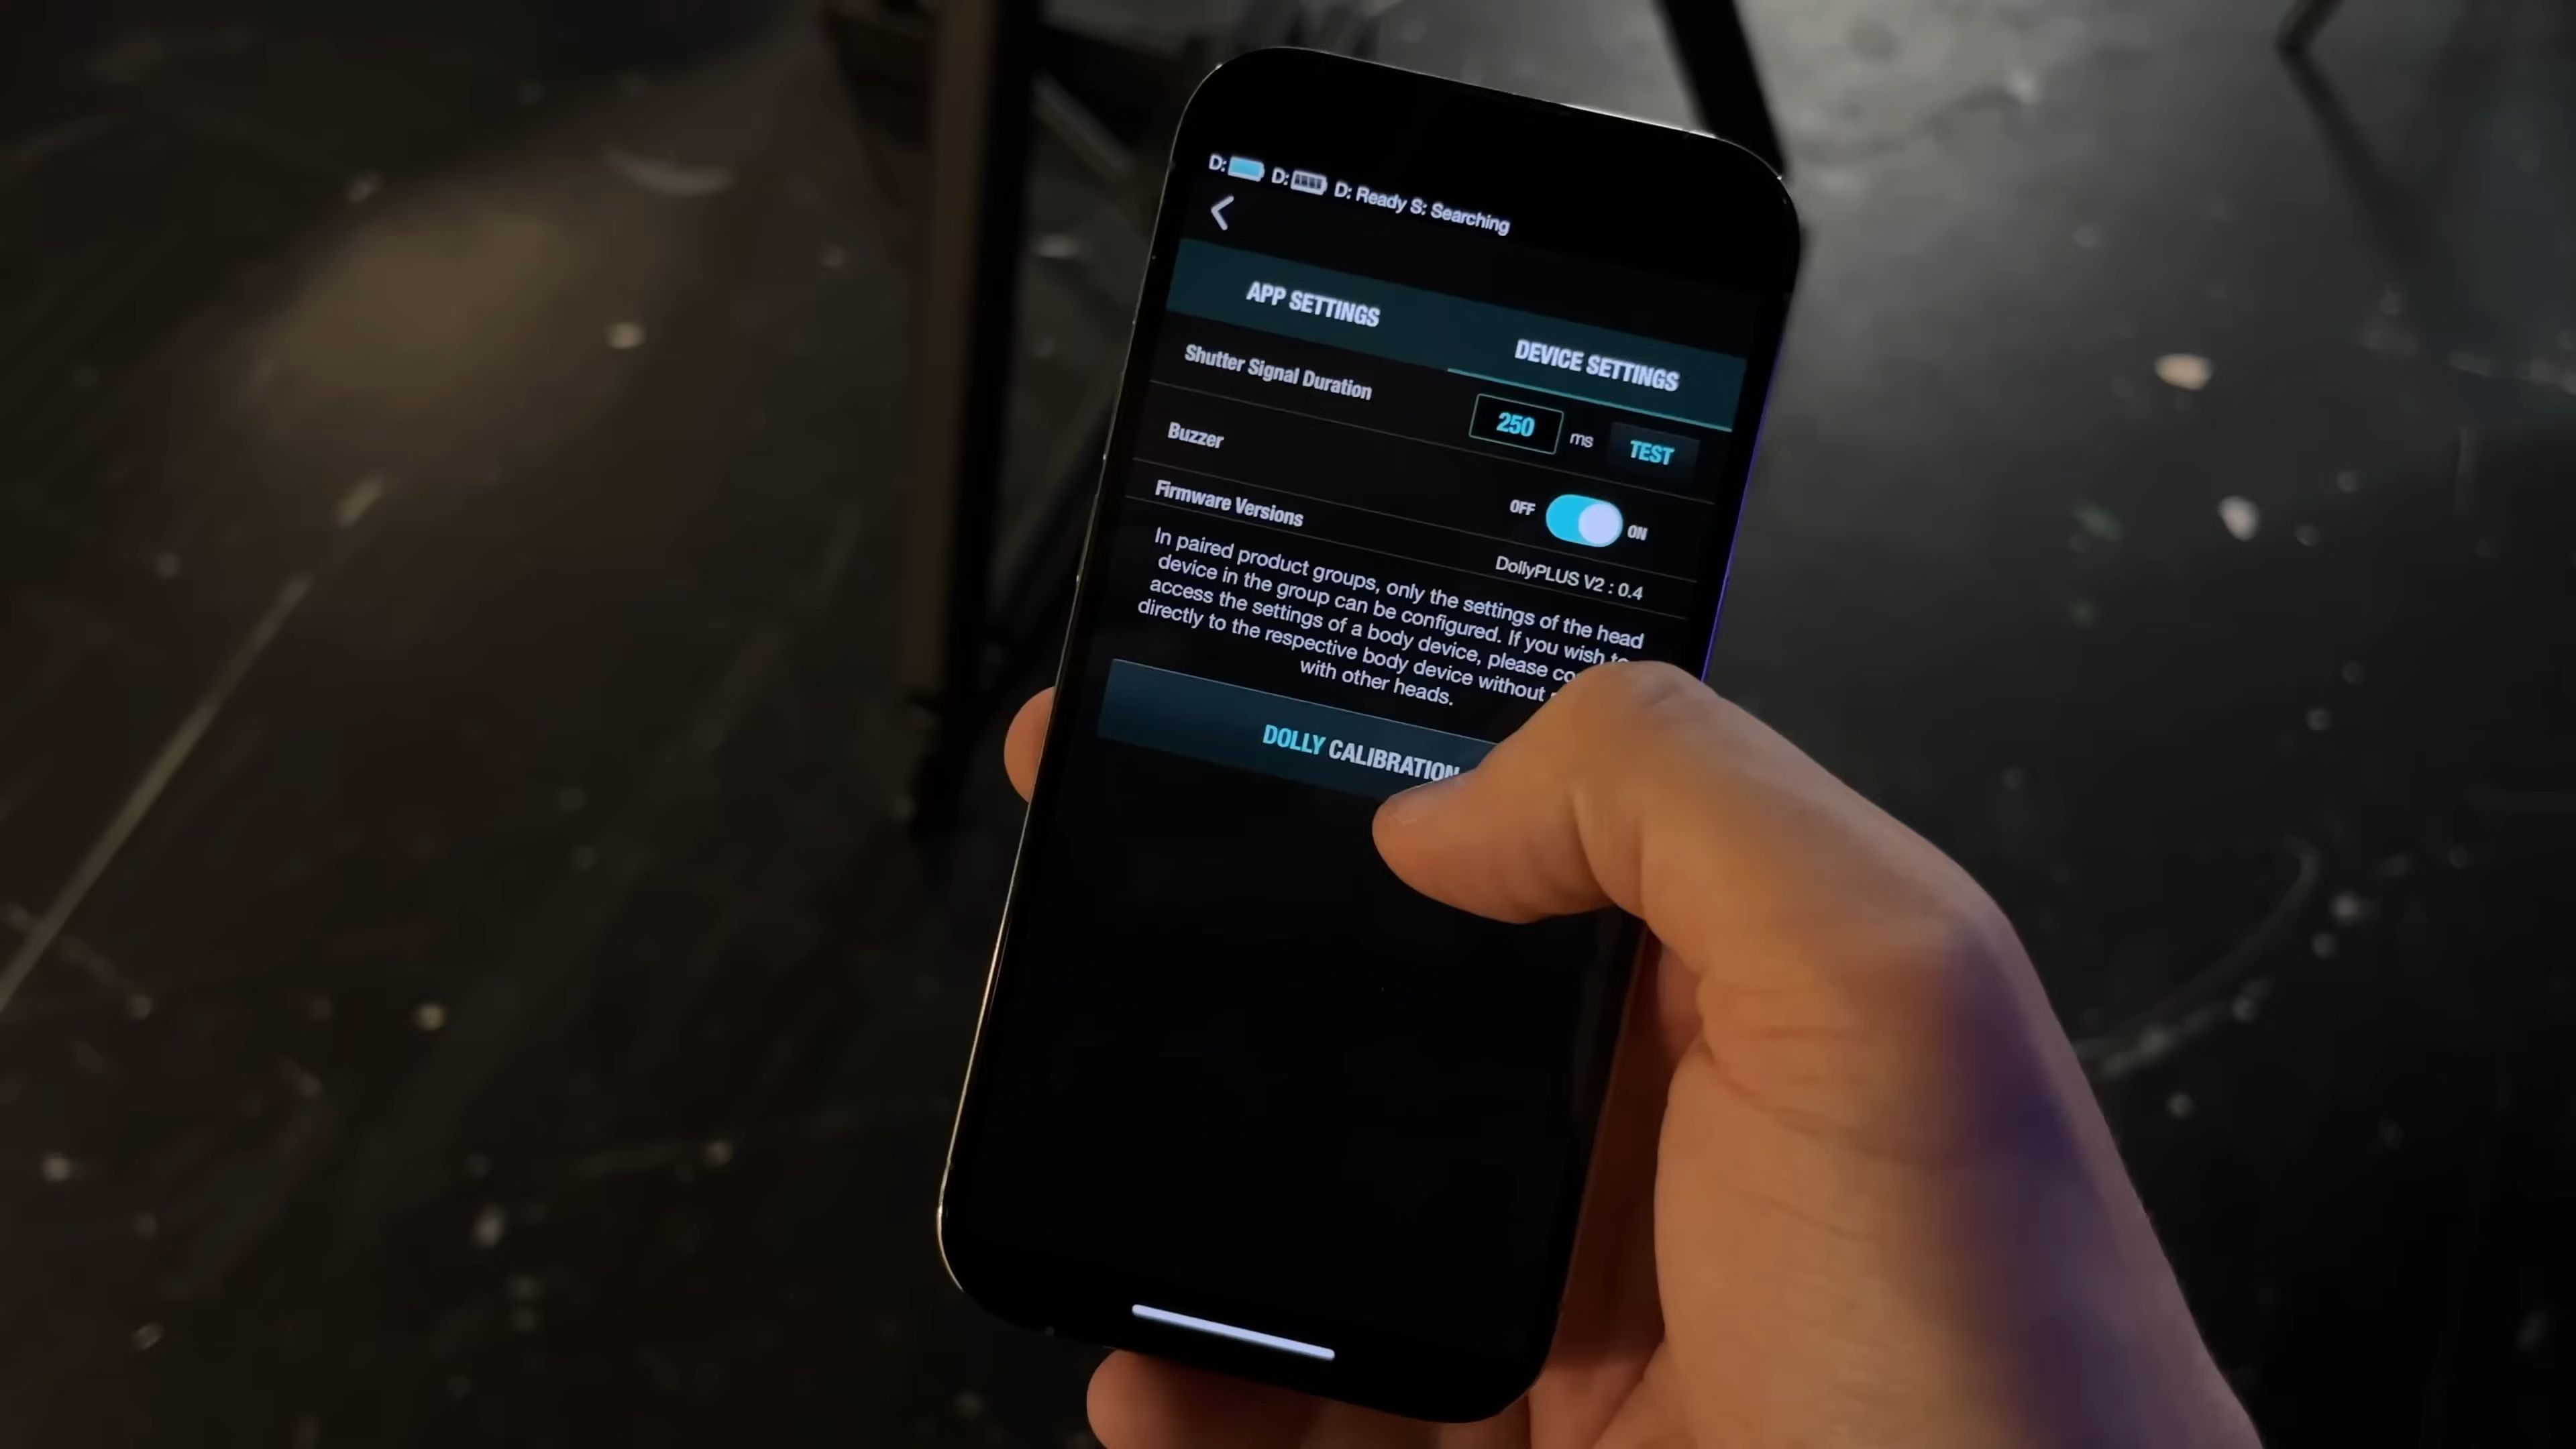 D: D: D: Ready S: Searching
APP SETTINGS DEVICE SETTINGS
Shutter Signal Duration 250 ms TEST
Buzzer OFF ON
Firmware Versions DollyPLUS V2 : 0.4
In paired product groups, only the settings of the head
device in the group can be configured. If you wish to
access the settings of a body device, please
directly to the respective body device without
with other heads.
DOLLY CALIBRATION